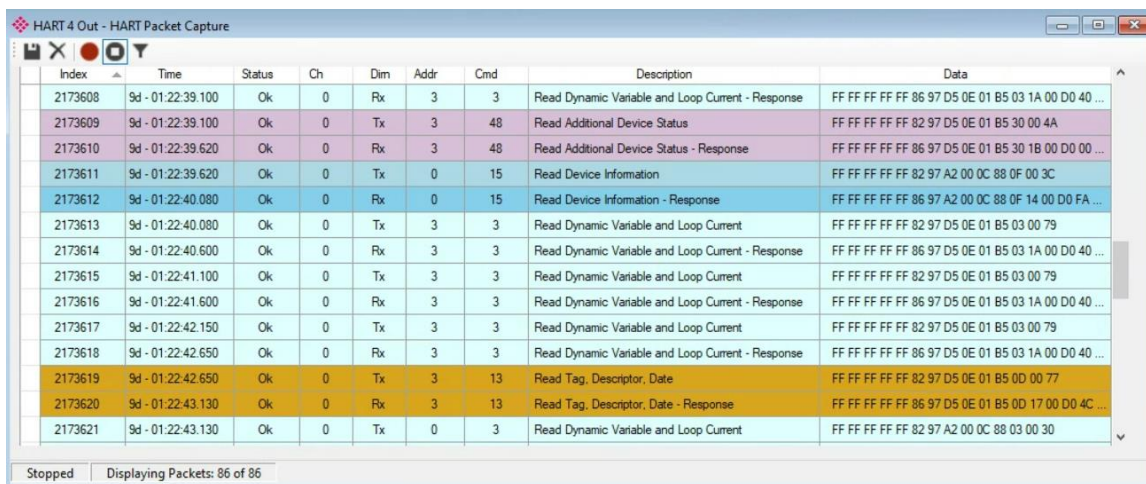 HART 4 Out - HART Packet Capture
Index Time Status Ch Dirn Addr Cmd Description Data
2173608 9d - 01:22:39.100 Ok 0 Rx 3 3 Read Dynamic Variable and Loop Current - Response FF FF FF FF FF 86 97 D5 0E 01 B5 03 1A 00 D0 40 ...
2173609 9d - 01:22:39.100 Ok 0 Tx 3 48 Read Additional Device Status FF FF FF FF FF 82 97 D5 0E 01 B5 30 00 4A
2173610 9d - 01:22:39.620 Ok 0 Rx 3 48 Read Additional Device Status - Response FF FF FF FF FF 86 97 D5 0E 01 B5 30 1B 00 D0 00 ...
2173611 9d - 01:22:39.620 Ok 0 Tx 0 15 Read Device Information FF FF FF FF FF 82 97 A2 00 0C 88 0F 00 3C
2173612 9d - 01:22:40.080 Ok 0 Rx 0 15 Read Device Information - Response FF FF FF FF FF 86 97 A2 00 0C 88 0F 14 00 D0 FA ...
2173613 9d - 01:22:40.080 Ok 0 Tx 3 3 Read Dynamic Variable and Loop Current FF FF FF FF FF 82 97 D5 0E 01 B5 03 00 79
2173614 9d - 01:22:40.600 Ok 0 Rx 3 3 Read Dynamic Variable and Loop Current - Response FF FF FF FF FF 86 97 D5 0E 01 B5 03 1A 00 D0 40 ...
2173615 9d - 01:22:41.100 Ok 0 Tx 3 3 Read Dynamic Variable and Loop Current FF FF FF FF FF 82 97 D5 0E 01 B5 03 00 79
2173616 9d - 01:22:41.600 Ok 0 Rx 3 3 Read Dynamic Variable and Loop Current - Response FF FF FF FF FF 86 97 D5 0E 01 B5 03 1A 00 D0 40 ...
2173617 9d - 01:22:42.150 Ok 0 Tx 3 3 Read Dynamic Variable and Loop Current FF FF FF FF FF 82 97 D5 0E 01 B5 03 00 79
2173618 9d - 01:22:42.650 Ok 0 Rx 3 3 Read Dynamic Variable and Loop Current - Response FF FF FF FF FF 86 97 D5 0E 01 B5 03 1A 00 D0 40 ...
2173619 9d - 01:22:42.650 Ok 0 Tx 3 13 Read Tag, Descriptor, Date FF FF FF FF FF 82 97 D5 0E 01 B5 0D 00 77
2173620 9d - 01:22:43.130 Ok 0 Rx 3 13 Read Tag, Descriptor, Date - Response FF FF FF FF FF 86 97 D5 0E 01 B5 0D 17 00 D0 4C ...
2173621 9d - 01:22:43.130 Ok 0 Tx 0 3 Read Dynamic Variable and Loop Current FF FF FF FF FF 82 97 A2 00 0C 88 03 00 30
Stopped Displaying Packets: 86 of 86